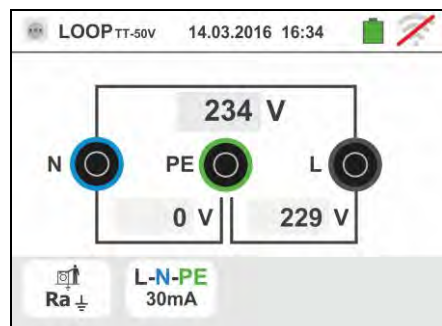 LOOP TT-50V 14.03.2016 16:34
234 V
N PE L
0 V 229 V
Ra L-N-PE
30mA